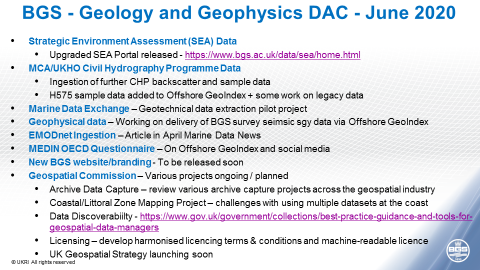 BGS - Geology and Geophysics DAC - June 2020
• Strategic Environment Assessment (SEA) Data
• Upgraded SEA Portal released - https://www.bgs.ac.uk/data/sea/home.html
• MCA/UKHO Civil Hydrography Programme Data
• Ingestion of further CHP backscatter and sample data
• H575 sample data added to Offshore GeoIndex + some work on legacy data
• Marine Data Exchange – Geotechnical data extraction pilot project
• Geophysical data – Working on delivery of BGS survey seimsic sgy data via Offshore GeoIndex
• EMODnet Ingestion – Article in April Marine Data News
• MEDIN OECD Questionnaire – On Offshore GeoIndex and social media
• New BGS website/branding - To be released soon
• Geospatial Commission – Various projects ongoing / planned
• Archive Data Capture – review various archive capture projects across the geospatial industry
• Coastal/Littoral Zone Mapping Project – challenges with using multiple datasets at the coast
• Data Discoverability - https://www.gov.uk/government/collections/best-practice-guidance-and-tools-for-
geospatial-data-managers
• Licensing – develop harmonised licencing terms & conditions and machine-readable licence
• UK Geospatial Strategy launching soon
© UKRI All rights reserved
BGS